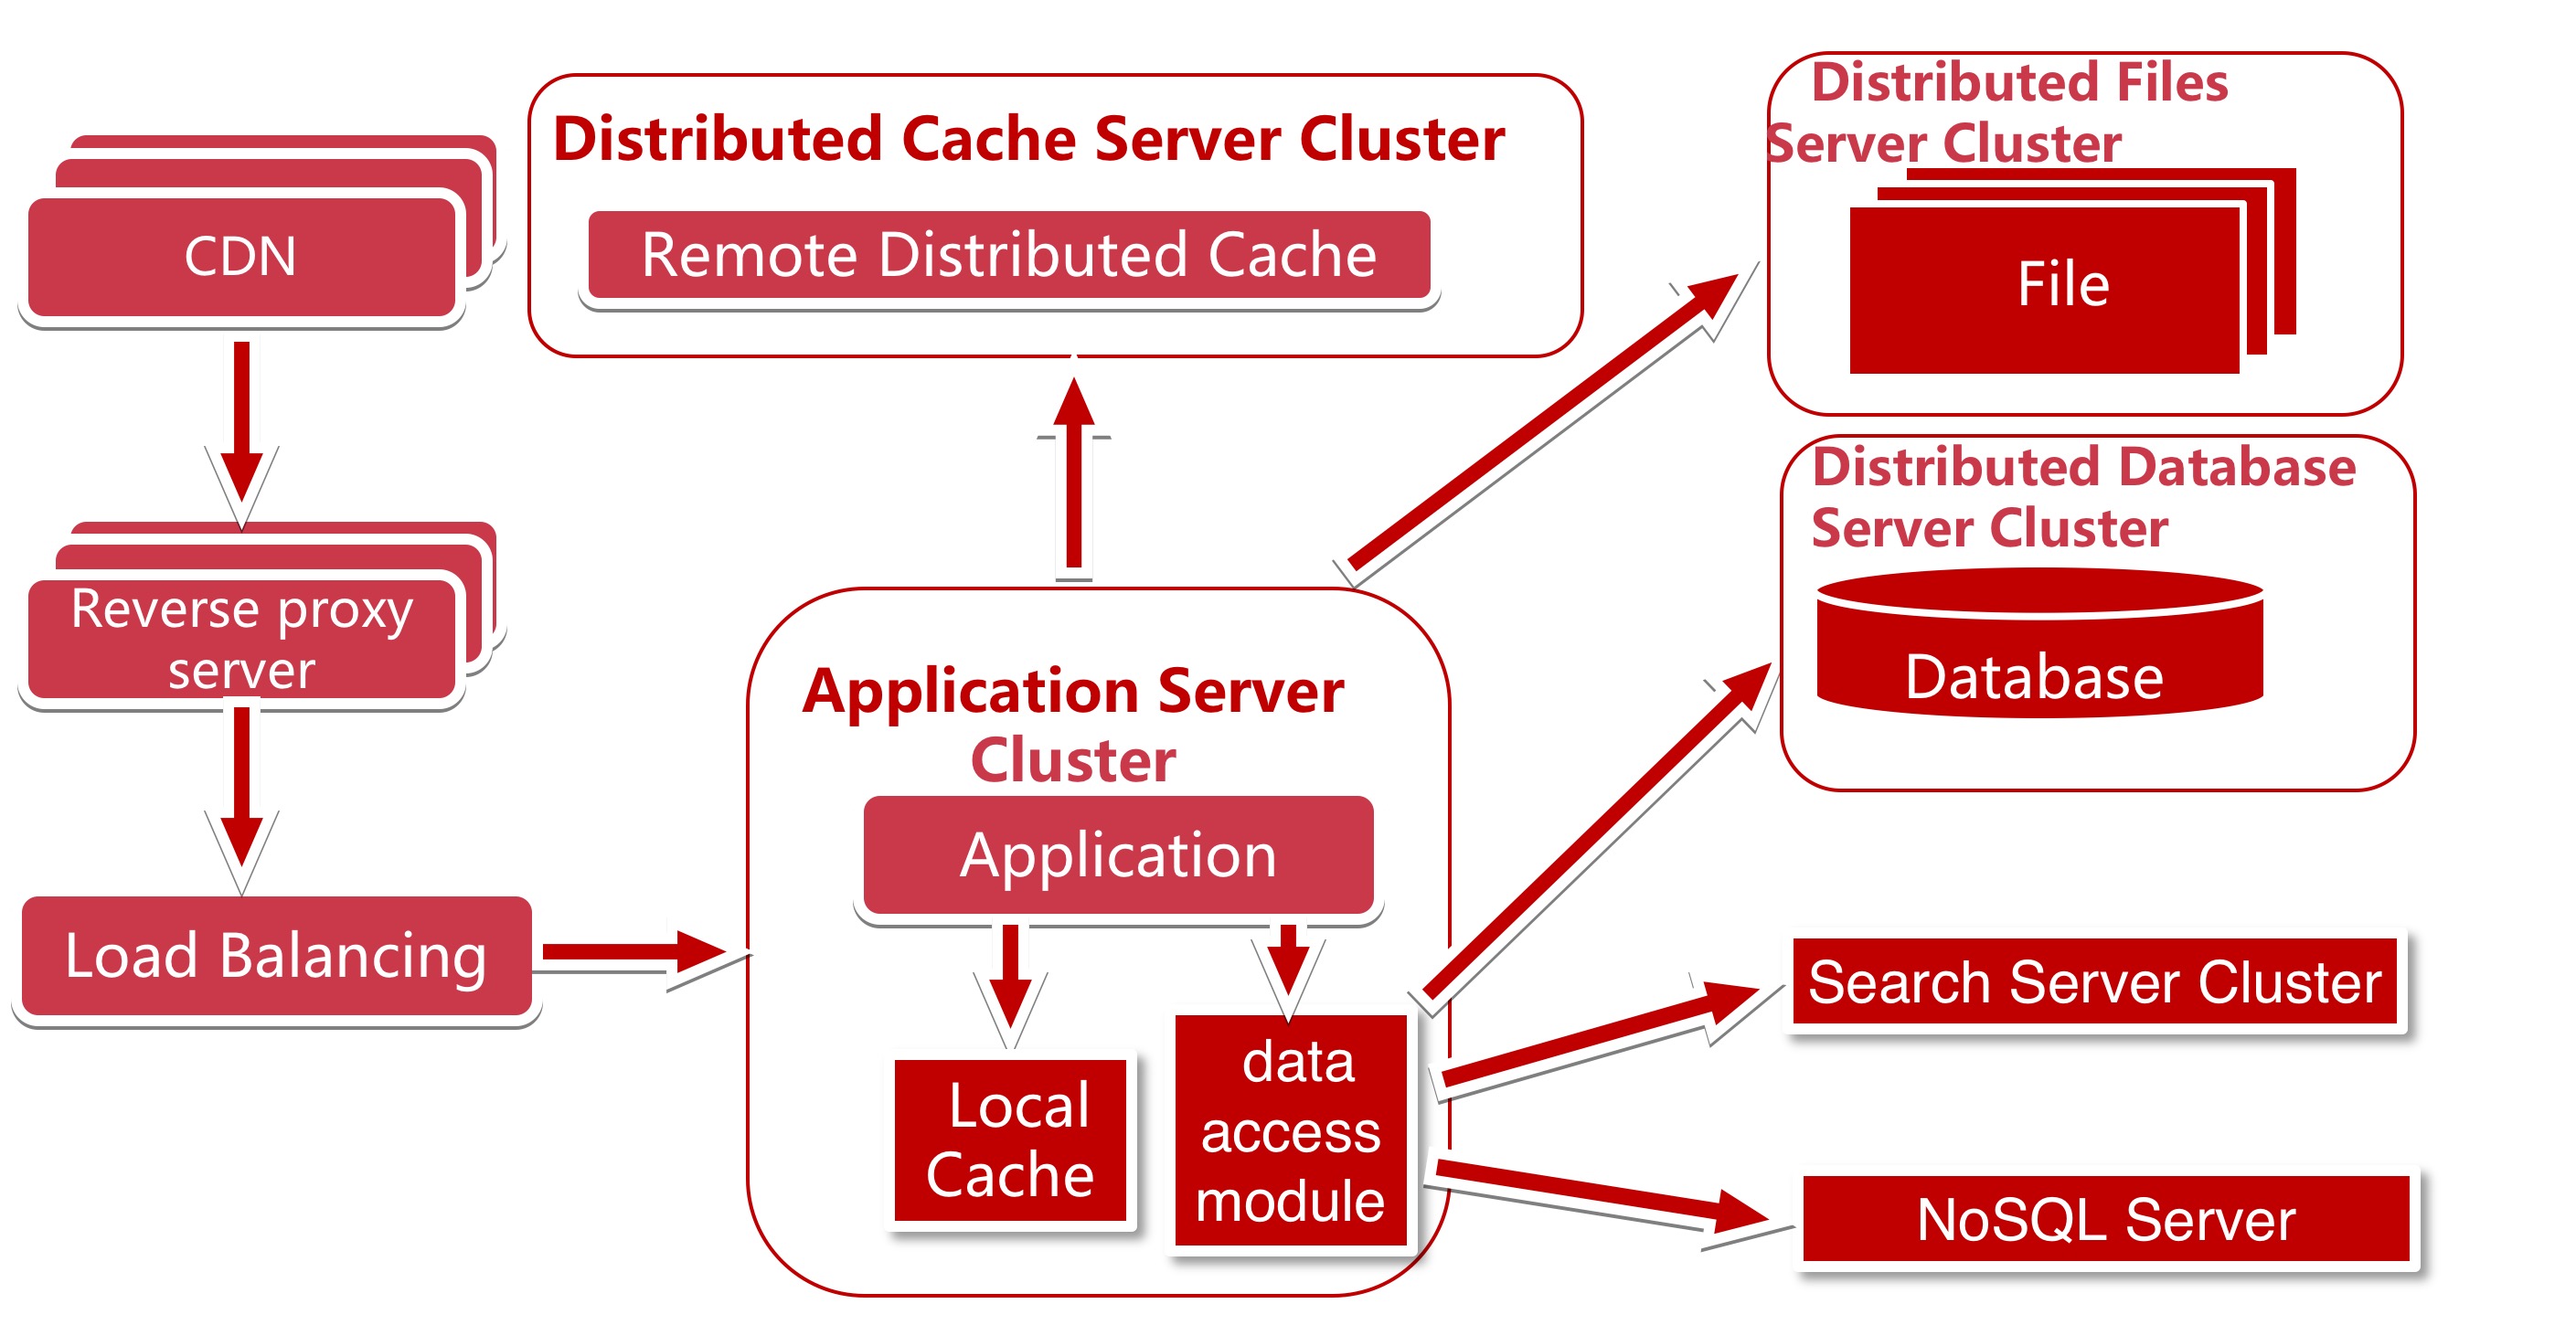 CDN
Reverse proxy
server
Load Balancing
Distributed Cache Server Cluster
Remote Distributed Cache
Application Server
Cluster
Application
Local
Cache
data
access
module
Distributed Files
Server Cluster
File
Distributed Database
Server Cluster
Database
Search Server Cluster
NoSQL Server